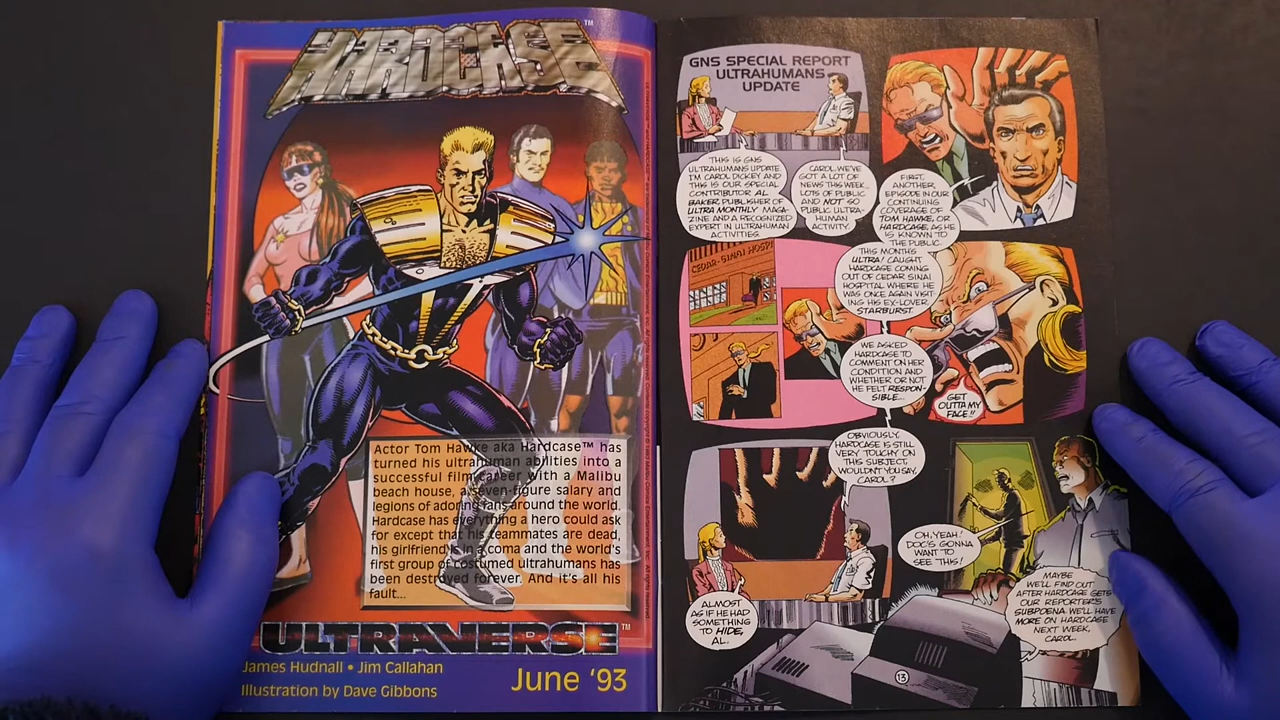 HARDCASE™
Actor Tom Hawke aka Hardcase™ has
turned his ultrahuman abilities into a
successful film career with a Malibu
beach house, a seven-figure salary and
legions of adoring fans around the world.
Hardcase has everything a hero could ask
for except that his teammates are dead,
his girlfriend is in a coma and the world's
first group of costumed ultrahumans has
been destroyed forever. And it's all his
fault...
ULTRAVERSE™
James Hudnall • Jim Callahan
Illustration by Dave Gibbons
June '93
GNS SPECIAL REPORT
ULTRAHUMANS
UPDATE
THIS IS GNS
ULTRAHUMANS UPDATE
I'M CAROL DICKEY AND
THIS IS OUR SPECIAL
CONTRIBUTOR AL
BAKER, PUBLISHER OF
ULTRA MONTHLY MAGA-
ZINE AND A RECOGNIZED
EXPERT IN ULTRAHUMAN
ACTIVITIES.
CAROL, WE'VE
GOT A LOT OF
NEWS THIS WEEK...
LOTS OF PUBLIC
AND NOT SO
PUBLIC ULTRA-
HUMAN
ACTIVITY.
FIRST,
ANOTHER
EPISODE IN OUR
CONTINUING
COVERAGE OF
TOM HAWKE, OR
HARDCASE, AS HE
IS KNOWN TO
THE PUBLIC.
CEDAR-SINAI HOSPI
THIS MONTH'S
ULTRA! CAUGHT
HARDCASE COMING
OUT OF CEDAR SINAI
HOSPITAL WHERE HE
WAS ONCE AGAIN VISIT-
ING HIS EX-LOVER,
STARBURST.
WE ASKED
HARDCASE TO
COMMENT ON HER
CONDITION AND
WHETHER OR NOT
HE FELT RESPON-
SIBLE...
GET
OUTTA MY
FACE!!
OBVIOUSLY,
HARDCASE IS STILL
VERY TOUCHY ON
THIS SUBJECT,
WOULDN'T YOU SAY,
CAROL?
ALMOST
AS IF HE HAD
SOMETHING
TO HIDE,
AL.
OH, YEAH!
DOC'S GONNA
WANT TO
SEE THIS!
MAYBE
WE'LL FIND OUT
AFTER HARDCASE GETS
OUR REPORTER'S
SUBPOENA. WE'LL HAVE
MORE ON HARDCASE
NEXT WEEK,
CAROL.
13